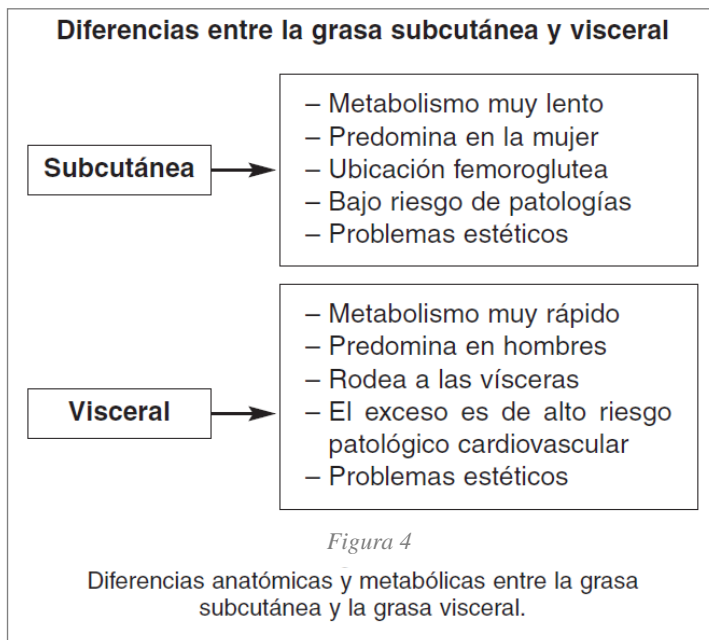 Diferencias entre la grasa subcutánea y visceral
Subcutánea
– Metabolismo muy lento
– Predomina en la mujer
– Ubicación femoroglutea
– Bajo riesgo de patologías
– Problemas estéticos
Visceral
– Metabolismo muy rápido
– Predomina en hombres
– Rodea a las vísceras
– El exceso es de alto riesgo
patológico cardiovascular
– Problemas estéticos
Figura 4
Diferencias anatómicas y metabólicas entre la grasa
subcutánea y la grasa visceral.